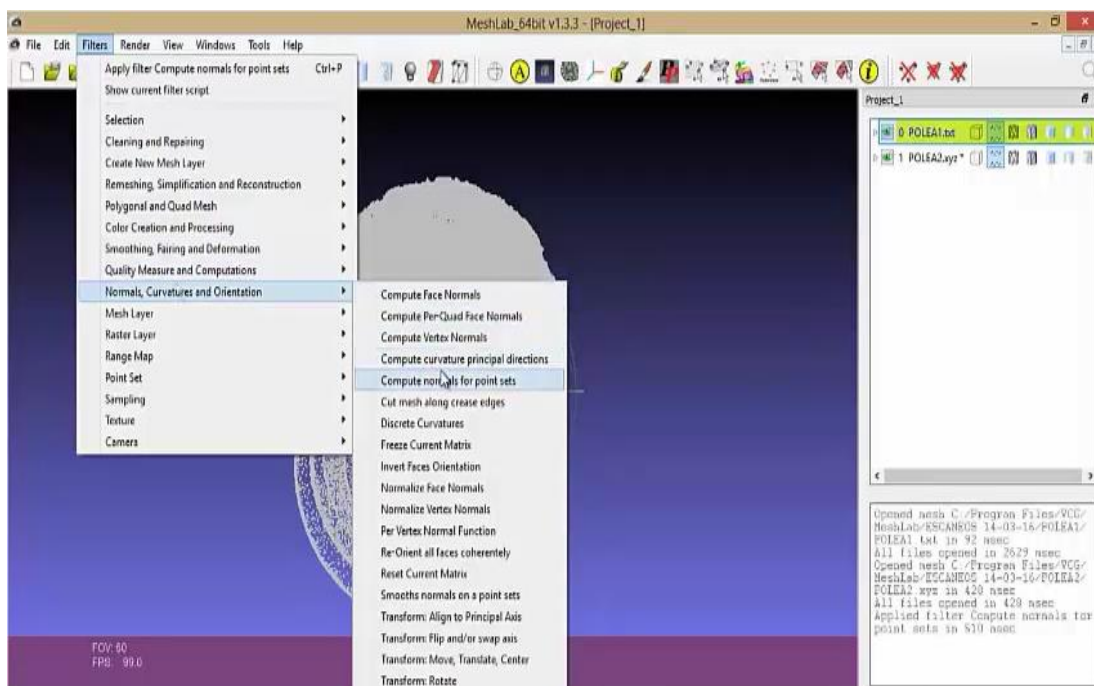 MeshLab_64bit v1.3.3 - [Project_1]
File Edit Filters Render View Windows Tools Help
Apply filter Compute normals for point sets Ctrl+P
Show current filter script
Selection
Cleaning and Repairing
Create New Mesh Layer
Remeshing, Simplification and Reconstruction
Polygonal and Quad Mesh
Color Creation and Processing
Smoothing, Fairing and Deformation
Quality Measure and Computations
Normals, Curvatures and Orientation
Mesh Layer
Raster Layer
Range Map
Point Set
Sampling
Texture
Camera
Compute Face Normals
Compute Per-Quad Face Normals
Compute Vertex Normals
Compute curvature principal directions
Compute normals for point sets
Cut mesh along crease edges
Discrete Curvatures
Freeze Current Matrix
Invert Faces Orientation
Normalize Face Normals
Normalize Vertex Normals
Per Vertex Normal Function
Re-Orient all faces coherently
Reset Current Matrix
Smooths normals on a point sets
Transform: Align to Principal Axis
Transform: Flip and/or swap axis
Transform: Move, Translate, Center
Transform: Rotate
FOV: 60
FPS: 99.0
A
Project_1
0 POLEA1.txt
1 POLEA2.xyz *
Opened mesh C:/Program Files/VCG/
MeshLab/ESCANEOS 14-03-16/POLEA1/
POLEA1.txt in 92 msec
All files opened in 2629 msec
Opened mesh C:/Program Files/VCG/
MeshLab/ESCANEOS 14-03-16/POLEA2/
POLEA2.xyz in 428 msec
All files opened in 429 msec
Applied filter Compute normals for
point sets in 510 msec